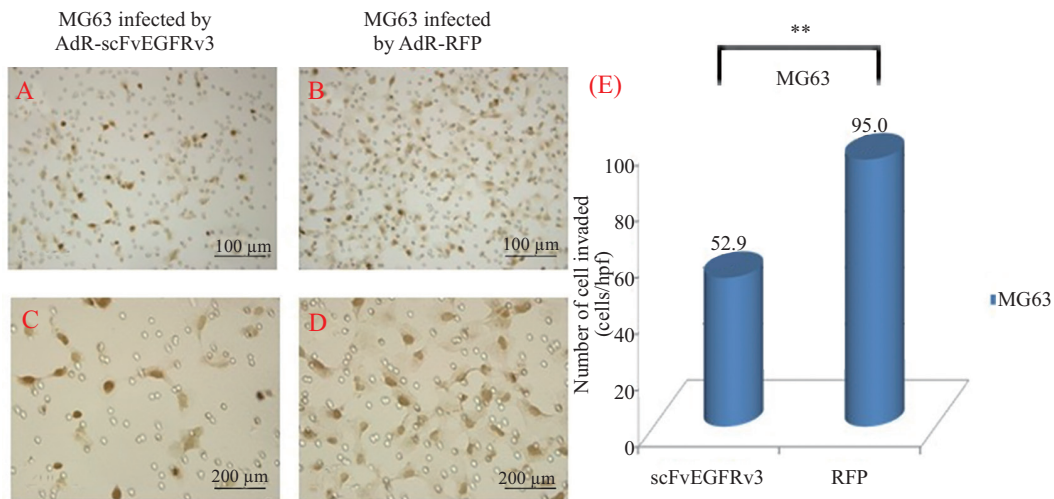 MG63 infected by
AdR-scFvEGFRv3
MG63 infected
by AdR-RFP
A
100 µm
B
100 µm
C
200 µm
D
200 µm
(E)
**
MG63
Number of cell invaded
(cells/hpf)
100
80
60
40
20
0
52.9
95.0
scFvEGFRv3
RFP
MG63